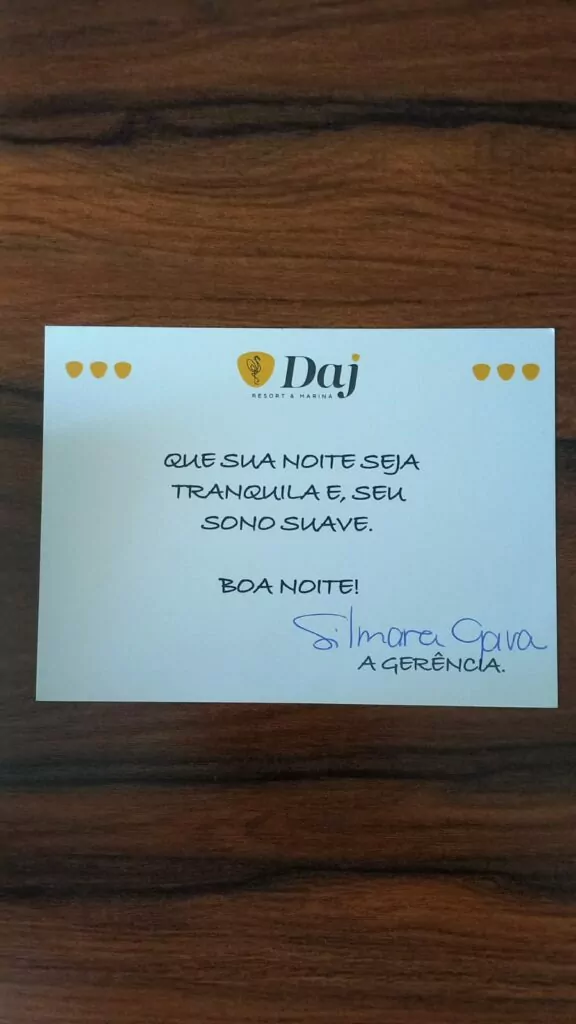 Daj
RESORT & MARINA
QUE SUA NOITE SEJA
TRANQUILA E, SEU
SONO SUAVE.
BOA NOITE!
Silmara Gava
A GERÊNCIA.